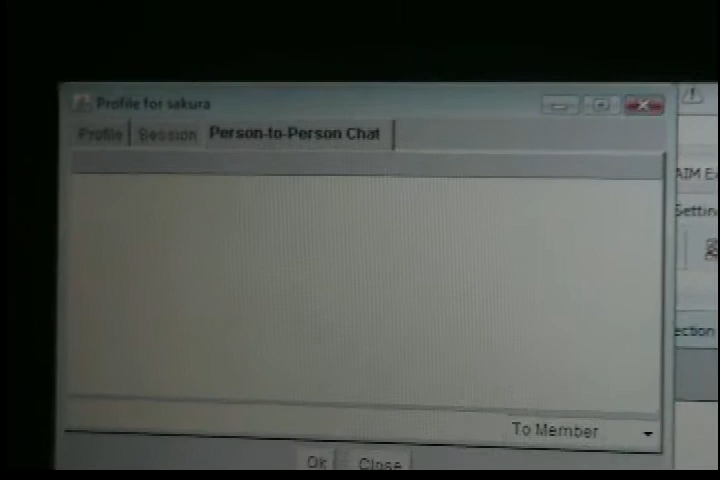 Profile for sakura
Profile Session Person-to-Person Chat
AIM E
Settin
ection
To Member
Ok Close